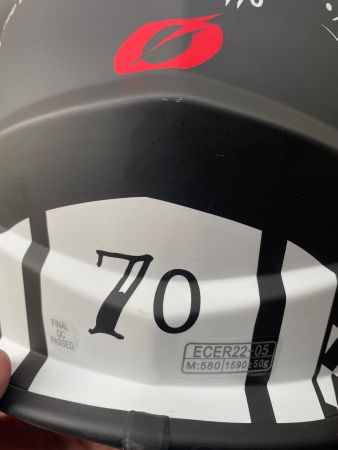 70
FINAL
QC
PASSED
ECER22-05
M:580 1590±50g